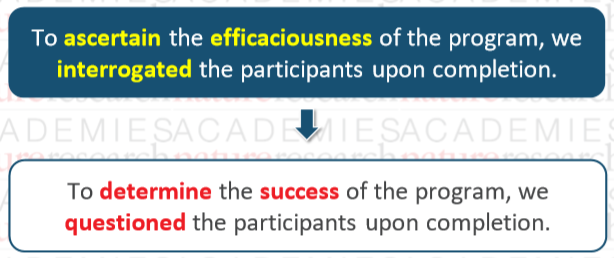 To ascertain the efficaciousness of the program, we
interrogated the participants upon completion.
ADEMIESACADEMIESACADEMIES
To determine the success of the program, we
questioned the participants upon completion.